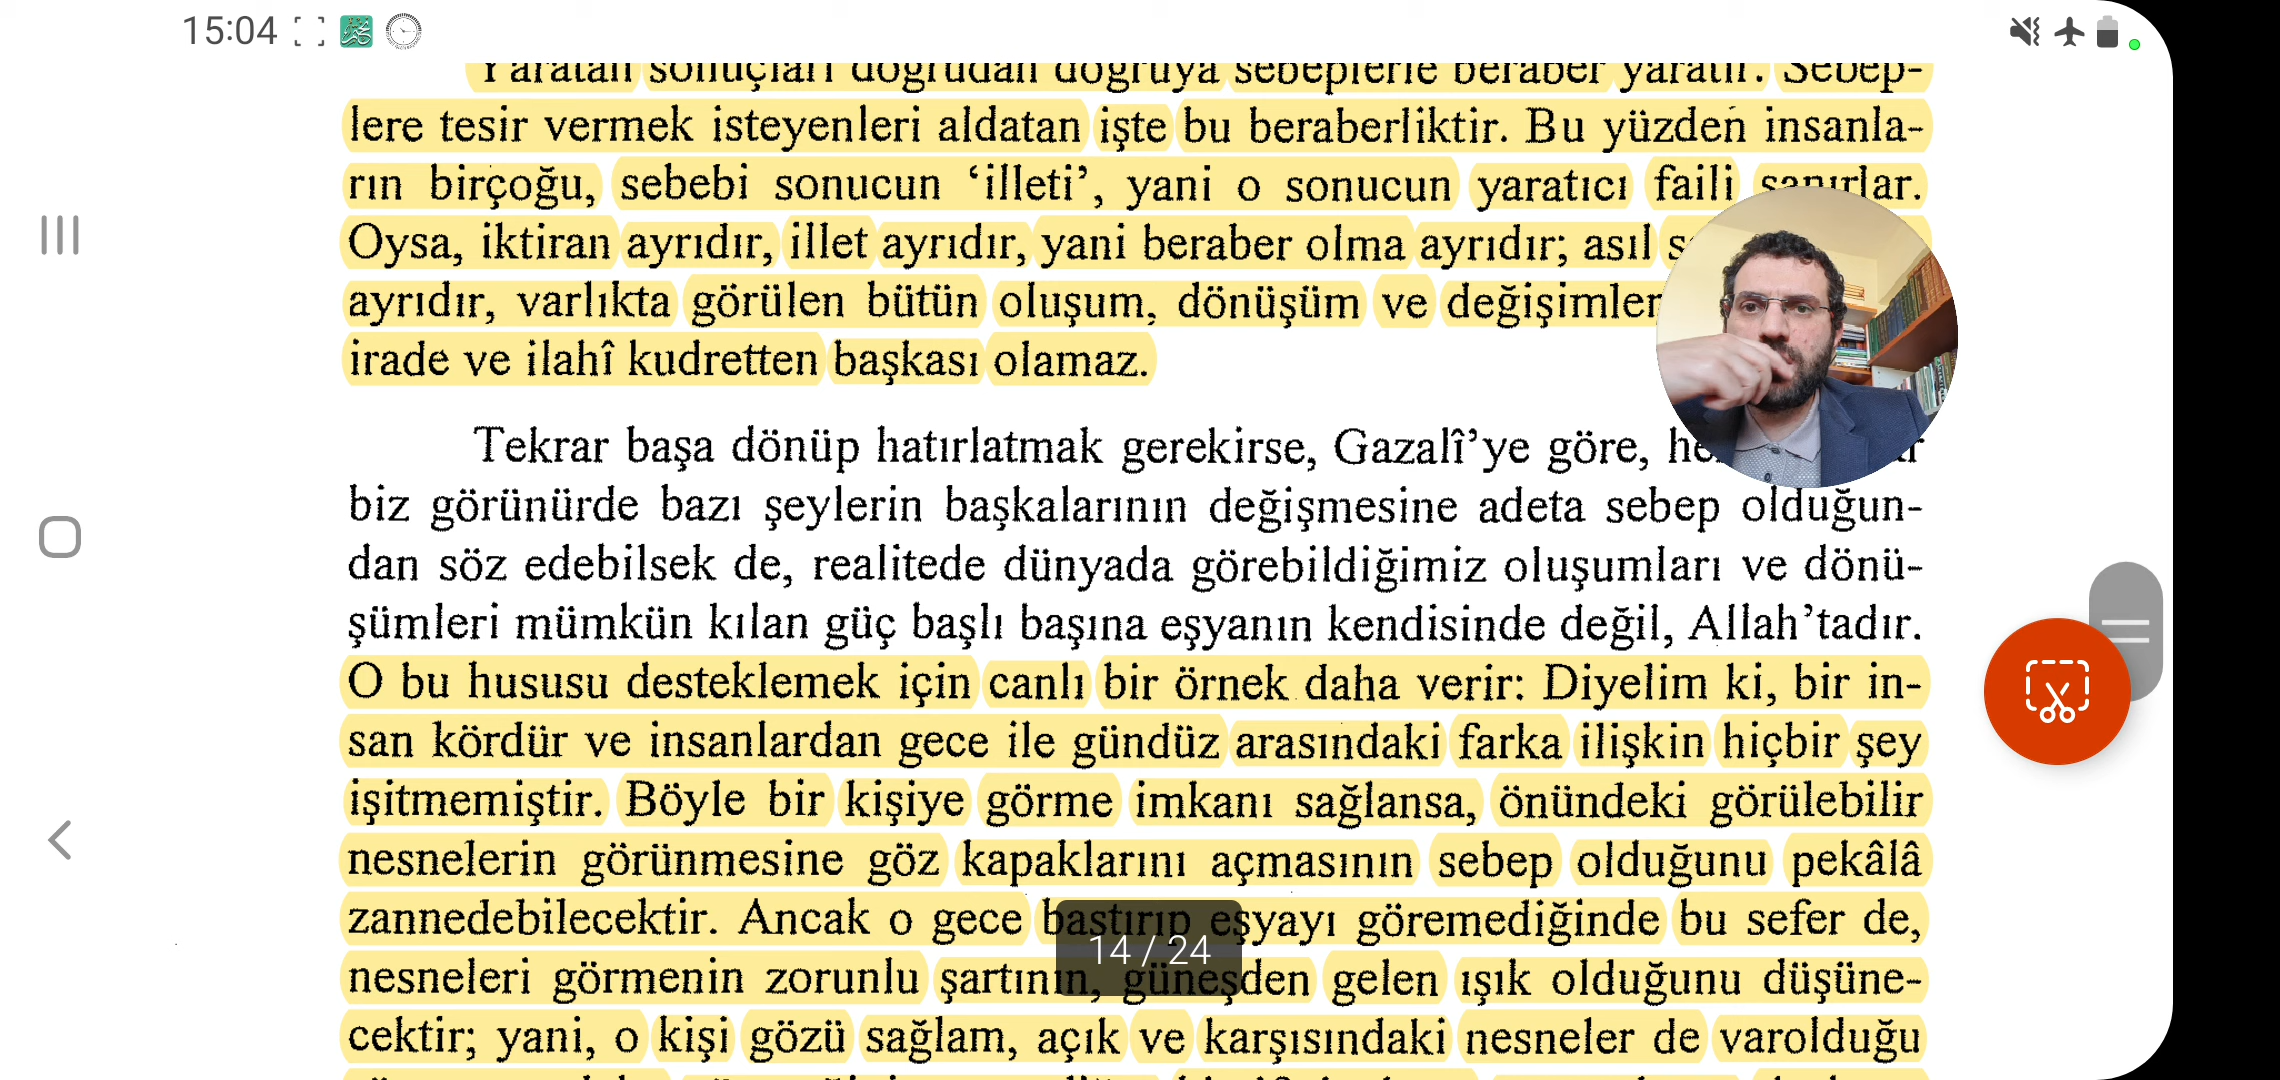 15:04
Yaratan sonuçları doğrudan doğruya sebeplerle beraber yaratır. Sebep-
lere tesir vermek isteyenleri aldatan işte bu beraberliktir. Bu yüzden insanla-
rın birçoğu, sebebi sonucun ‘illeti’, yani o sonucun yaratıcı faili sanırlar.
Oysa, iktiran ayrıdır, illet ayrıdır, yani beraber olma ayrıdır; asıl
ayrıdır, varlıkta görülen bütün oluşum, dönüşüm ve değişimler
irade ve ilahî kudretten başkası olamaz.
Tekrar başa dönüp hatırlatmak gerekirse, Gazalî’ye göre,
biz görünürde bazı şeylerin başkalarının değişmesine adeta sebep olduğun-
dan söz edebilsek de, realitede dünyada görebildiğimiz oluşumları ve dönü-
şümleri mümkün kılan güç başlı başına eşyanın kendisinde değil, Allah’tadır.
O bu hususu desteklemek için canlı bir örnek daha verir: Diyelim ki, bir in-
san kördür ve insanlardan gece ile gündüz arasındaki farka ilişkin hiçbir şey
işitmemiştir. Böyle bir kişiye görme imkanı sağlansa, önündeki görülebilir
nesnelerin görünmesine göz kapaklarını açmasının sebep olduğunu pekâlâ
zannedebilecektir. Ancak o gece bastırıp eşyayı göremediğinde bu sefer de,
14 / 24
nesneleri görmenin zorunlu şartının, güneşden gelen ışık olduğunu düşüne-
cektir; yani, o kişi gözü sağlam, açık ve karşısındaki nesneler de varolduğu